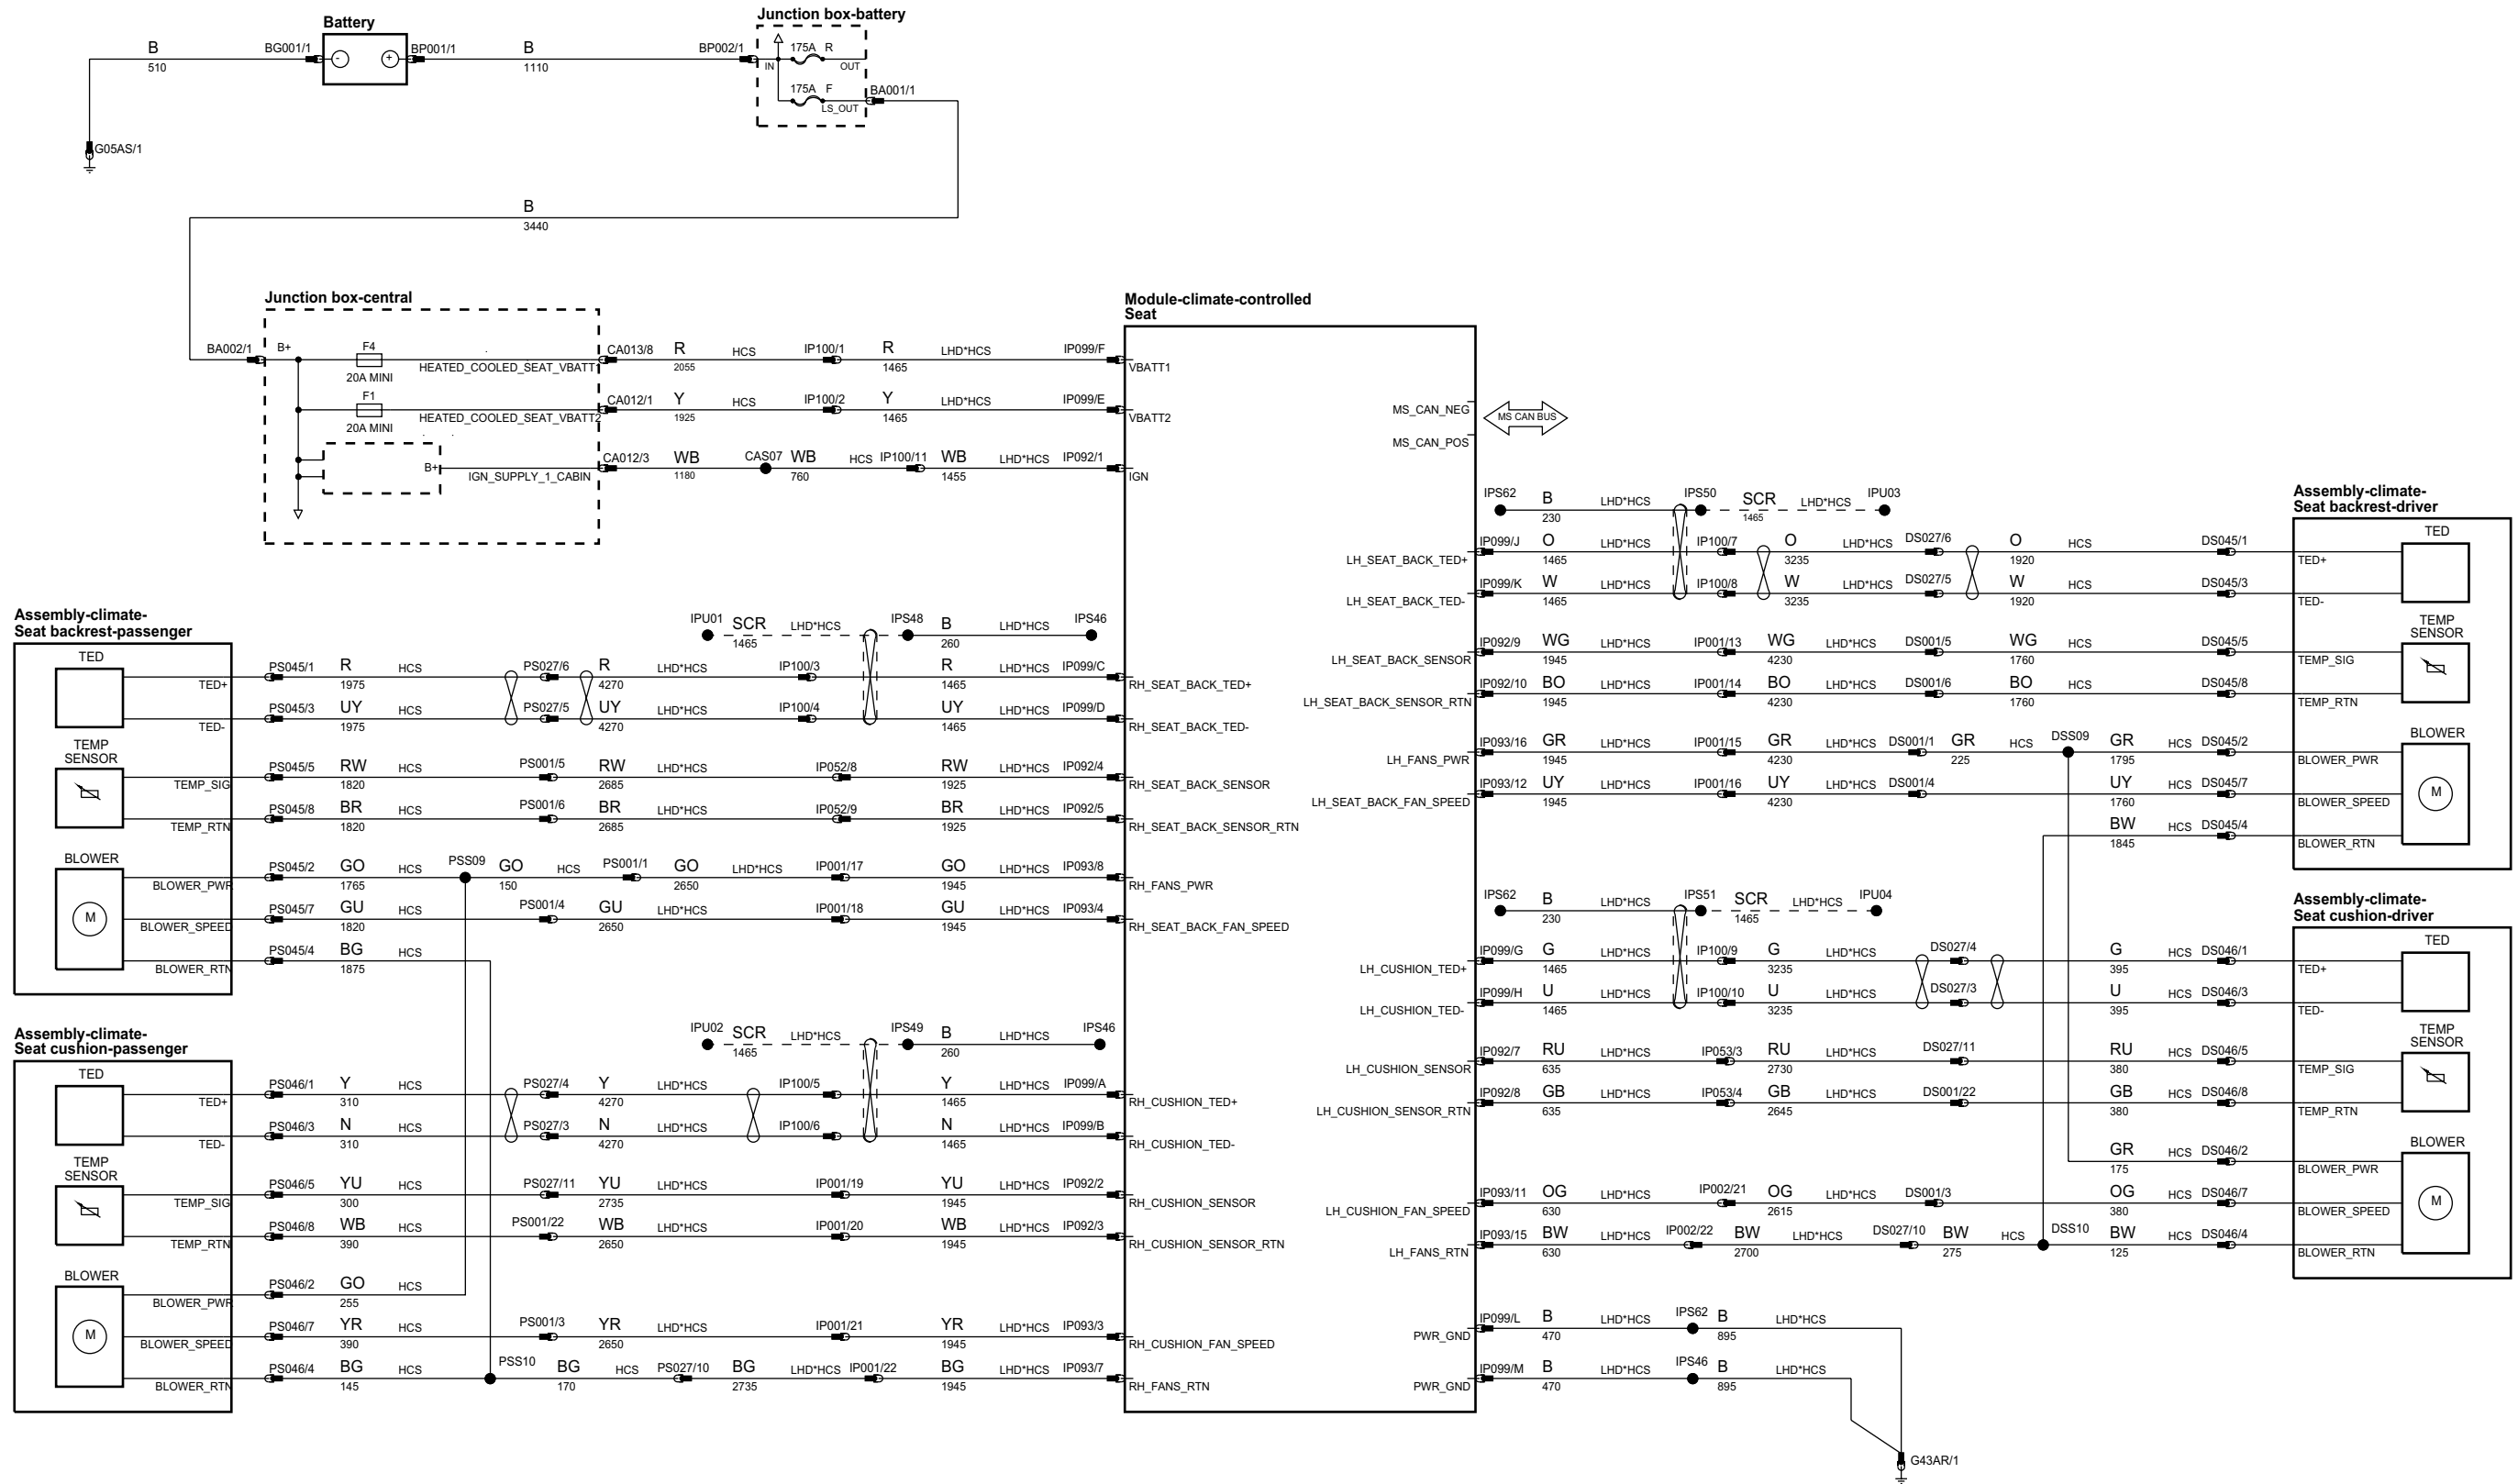 Battery
Junction box-battery
B
510
BG001/1
-
+
BP001/1
B
1110
BP002/1
IN
175A R
OUT
175A F
LS_OUT
BA001/1
G05AS/1
B
3440
Junction box-central
BA002/1
B+
F4
20A MINI
HEATED_COOLED_SEAT_VBATT1
CA013/8
R
2055
HCS
IP100/1
R
1465
LHD*HCS
IP099/F
VBATT1
F1
20A MINI
HEATED_COOLED_SEAT_VBATT2
CA012/1
Y
1925
HCS
IP100/2
Y
1465
LHD*HCS
IP099/E
VBATT2
B+
IGN_SUPPLY_1_CABIN
CA012/3
WB
1180
CAS07
WB
760
HCS
IP100/11
WB
1455
LHD*HCS
IP092/1
IGN
Module-climate-controlled
Seat
MS_CAN_NEG
MS CAN BUS
MS_CAN_POS
Assembly-climate-
Seat backrest-passenger
IPU01
SCR
1465
LHD*HCS
IPS48
B
260
LHD*HCS
IPS46
TED
TED+
PS045/1
R
1975
HCS
PS027/6
R
4270
LHD*HCS
IP100/3
R
1465
LHD*HCS
IP099/C
RH_SEAT_BACK_TED+
TED-
PS045/3
UY
1975
HCS
PS027/5
UY
4270
LHD*HCS
IP100/4
UY
1465
LHD*HCS
IP099/D
RH_SEAT_BACK_TED-
TEMP
SENSOR
TEMP_SIG
PS045/5
RW
1820
HCS
PS001/5
RW
2685
LHD*HCS
IP052/8
RW
1925
LHD*HCS
IP092/4
RH_SEAT_BACK_SENSOR
TEMP_RTN
PS045/8
BR
1820
HCS
PS001/6
BR
2685
LHD*HCS
IP052/9
BR
1925
LHD*HCS
IP092/5
RH_SEAT_BACK_SENSOR_RTN
BLOWER
M
BLOWER_PWR
PS045/2
GO
1765
HCS
PSS09
GO
150
HCS
PS001/1
GO
2650
LHD*HCS
IP001/17
GO
1945
LHD*HCS
IP093/8
RH_FANS_PWR
BLOWER_SPEED
PS045/7
GU
1820
HCS
PS001/4
GU
2650
LHD*HCS
IP001/18
GU
1945
LHD*HCS
IP093/4
RH_SEAT_BACK_FAN_SPEED
BLOWER_RTN
PS045/4
BG
1875
HCS
Assembly-climate-
Seat cushion-passenger
IPU02
SCR
1465
LHD*HCS
IPS49
B
260
LHD*HCS
IPS46
TED
TED+
PS046/1
Y
310
HCS
PS027/4
Y
4270
LHD*HCS
IP100/5
Y
1465
LHD*HCS
IP099/A
RH_CUSHION_TED+
TED-
PS046/3
N
310
HCS
PS027/3
N
4270
LHD*HCS
IP100/6
N
1465
LHD*HCS
IP099/B
RH_CUSHION_TED-
TEMP
SENSOR
TEMP_SIG
PS046/5
YU
300
HCS
PS027/11
YU
2735
LHD*HCS
IP001/19
YU
1945
LHD*HCS
IP092/2
RH_CUSHION_SENSOR
TEMP_RTN
PS046/8
WB
390
HCS
PS001/22
WB
2650
LHD*HCS
IP001/20
WB
1945
LHD*HCS
IP092/3
RH_CUSHION_SENSOR_RTN
BLOWER
M
BLOWER_PWR
PS046/2
GO
255
HCS
BLOWER_SPEED
PS046/7
YR
390
HCS
PS001/3
YR
2650
LHD*HCS
IP001/21
YR
1945
LHD*HCS
IP093/3
RH_CUSHION_FAN_SPEED
BLOWER_RTN
PS046/4
BG
145
HCS
PSS10
BG
170
HCS
PS027/10
BG
2735
LHD*HCS
IP001/22
BG
1945
LHD*HCS
IP093/7
RH_FANS_RTN
IPS62
B
230
LHD*HCS
IPS50
SCR
1465
LHD*HCS
IPU03
Assembly-climate-
Seat backrest-driver
LH_SEAT_BACK_TED+
IP099/J
O
1465
LHD*HCS
IP100/7
O
3235
LHD*HCS
DS027/6
O
1920
HCS
DS045/1
TED+
TED
LH_SEAT_BACK_TED-
IP099/K
W
1465
LHD*HCS
IP100/8
W
3235
LHD*HCS
DS027/5
W
1920
HCS
DS045/3
TED-
LH_SEAT_BACK_SENSOR
IP092/9
WG
1945
LHD*HCS
IP001/13
WG
4230
LHD*HCS
DS001/5
WG
1760
HCS
DS045/5
TEMP_SIG
TEMP
SENSOR
LH_SEAT_BACK_SENSOR_RTN
IP092/10
BO
1945
LHD*HCS
IP001/14
BO
4230
LHD*HCS
DS001/6
BO
1760
HCS
DS045/8
TEMP_RTN
LH_FANS_PWR
IP093/16
GR
1945
LHD*HCS
IP001/15
GR
4230
LHD*HCS
DS001/1
GR
225
HCS
DSS09
GR
1795
HCS
DS045/2
BLOWER_PWR
BLOWER
M
LH_SEAT_BACK_FAN_SPEED
IP093/12
UY
1945
LHD*HCS
IP001/16
UY
4230
LHD*HCS
DS001/4
UY
1760
HCS
DS045/7
BLOWER_SPEED
BW
1845
HCS
DS045/4
BLOWER_RTN
IPS62
B
230
LHD*HCS
IPS51
SCR
1465
LHD*HCS
IPU04
Assembly-climate-
Seat cushion-driver
LH_CUSHION_TED+
IP099/G
G
1465
LHD*HCS
IP100/9
G
3235
LHD*HCS
DS027/4
G
395
HCS
DS046/1
TED+
TED
LH_CUSHION_TED-
IP099/H
U
1465
LHD*HCS
IP100/10
U
3235
LHD*HCS
DS027/3
U
395
HCS
DS046/3
TED-
LH_CUSHION_SENSOR
IP092/7
RU
635
LHD*HCS
IP053/3
RU
2730
LHD*HCS
DS027/11
RU
380
HCS
DS046/5
TEMP_SIG
TEMP
SENSOR
LH_CUSHION_SENSOR_RTN
IP092/8
GB
635
LHD*HCS
IP053/4
GB
2645
LHD*HCS
DS001/22
GB
380
HCS
DS046/8
TEMP_RTN
GR
175
HCS
DS046/2
BLOWER_PWR
BLOWER
M
LH_CUSHION_FAN_SPEED
IP093/11
OG
630
LHD*HCS
IP002/21
OG
2615
LHD*HCS
DS001/3
OG
380
HCS
DS046/7
BLOWER_SPEED
LH_FANS_RTN
IP093/15
BW
630
LHD*HCS
IP002/22
BW
2700
LHD*HCS
DS027/10
BW
275
HCS
DSS10
BW
125
HCS
DS046/4
BLOWER_RTN
PWR_GND
IP099/L
B
470
LHD*HCS
IPS62
B
895
LHD*HCS
PWR_GND
IP099/M
B
470
LHD*HCS
IPS46
B
895
LHD*HCS
G43AR/1